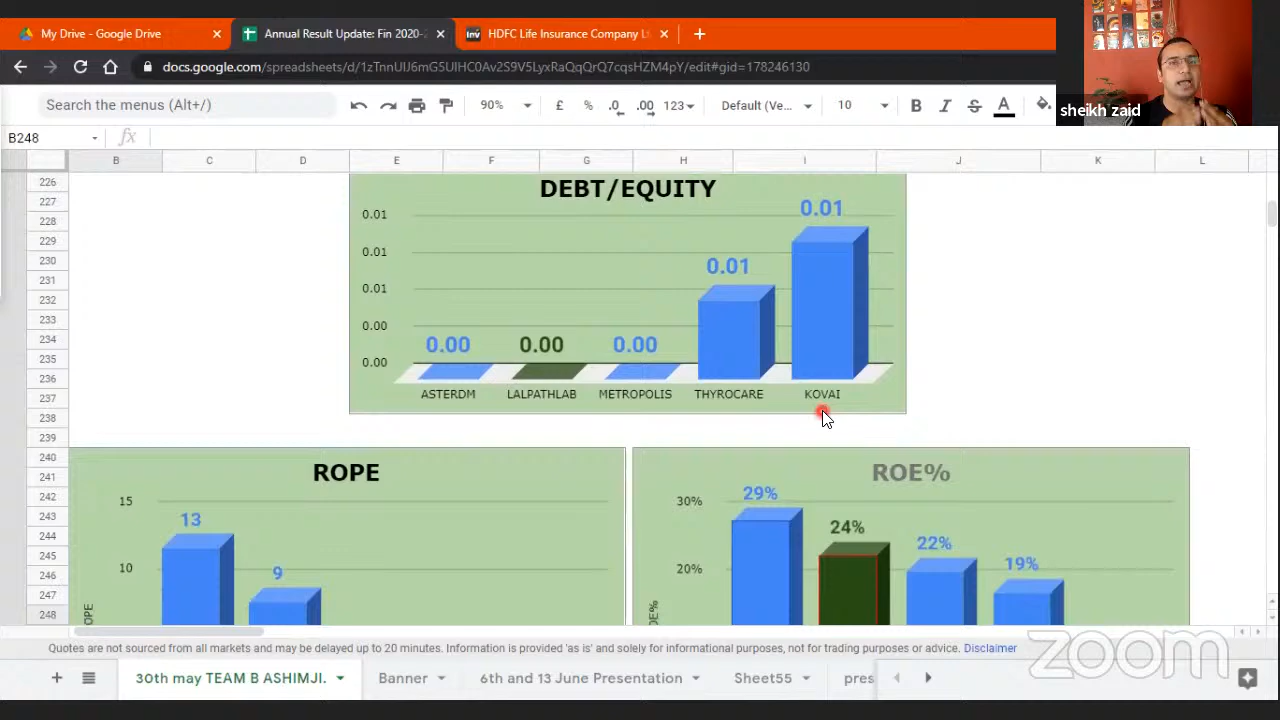 My Drive - Google Drive
Annual Result Update: Fin 2020-
HDFC Life Insurance Company L
docs.google.com/spreadsheets/d/1zTnnUlJ6mG5UIHC0Av2S9V5LyxRaQqQrQ7cqsHZM4pY/edit#gid=178246130
sheikh zaid
Search the menus (Alt+/)
90% £ % .0 .00 123 Default (Ve... 10 B I S A
B248 fx
B C D E F G H I J K L
226
227
228
229
230
231
232
233
234
235
236
237
238
239
240
241
242
243
244
245
246
247
248
DEBT/EQUITY
0.01
0.01
0.01
0.00
0.00
0.00 0.00 0.00 0.01 0.01
ASTERDM LALPATHLAB METROPOLIS THYROCARE KOVAI
ROPE
15
10
13
9
ROE%
30%
20%
29%
24%
22%
19%
Quotes are not sourced from all markets and may be delayed up to 20 minutes. Information is provided 'as is' and solely for informational purposes, not for trading purposes or advice. Disclaimer
zoom
30th may TEAM B ASHIMJI. Banner 6th and 13 June Presentation Sheet55 pres